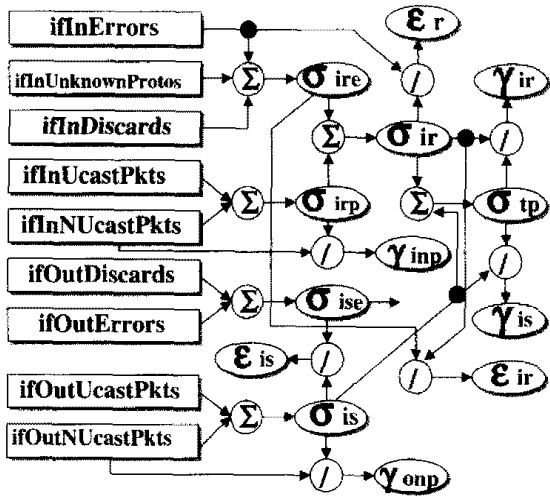 ifInErrors
ε r
ifInUnknownProtos
Σ
σ ire
/
γ ir
ifInDiscards
Σ
σ ir
/
ifInUcastPkts
Σ
σ irp
Σ
σ tp
ifInNUcastPkts
/
γ inp
/
ifOutDiscards
Σ
σ ise
γ is
ifOutErrors
ε is
/
/
ε ir
ifOutUcastPkts
Σ
σ is
ifOutNUcastPkts
/
γ onp